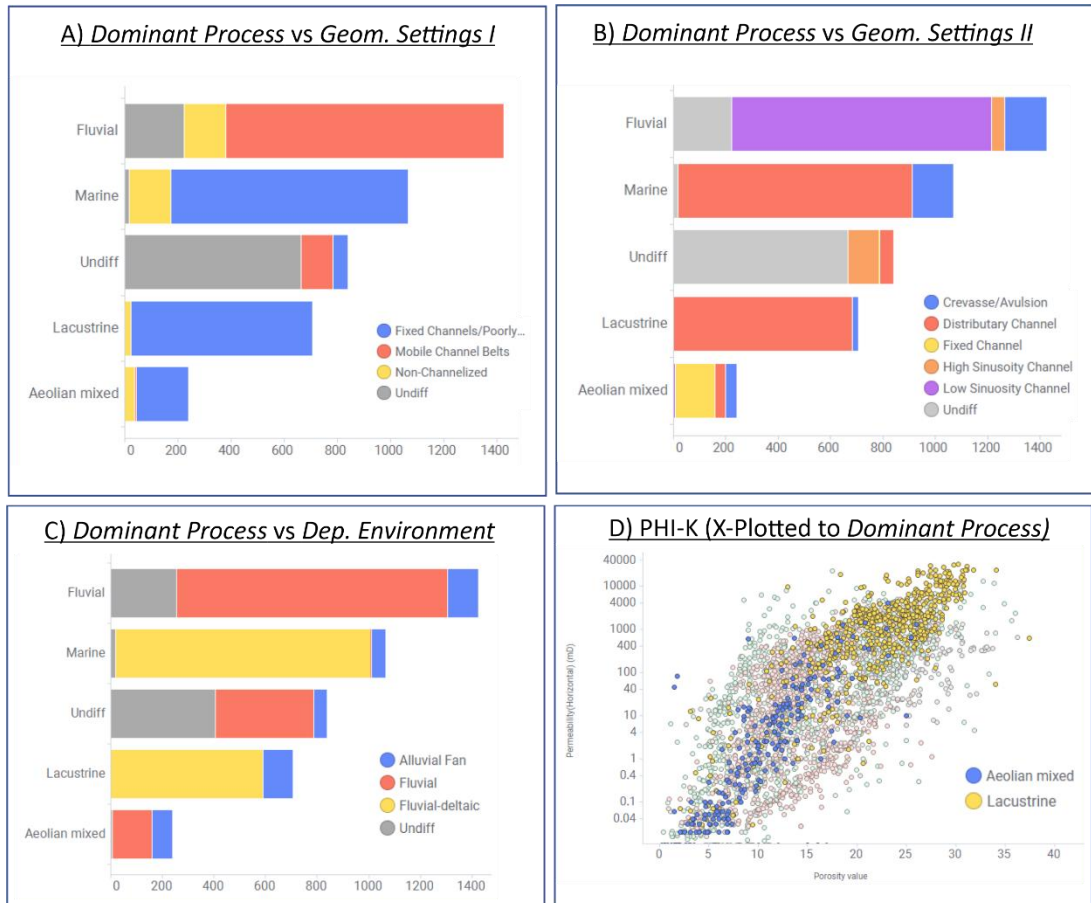 A) Dominant Process vs Geom. Settings I
Fluvial
Marine
Undiff
Lacustrine
Aeolian mixed
Fixed Channels/Poorly...
Mobile Channel Belts
Non-Channelized
Undiff
0 200 400 600 800 1000 1200 1400
B) Dominant Process vs Geom. Settings II
Fluvial
Marine
Undiff
Lacustrine
Aeolian mixed
Crevasse/Avulsion
Distributary Channel
Fixed Channel
High Sinusity Channel
Low Sinuosity Channel
Undiff
0 200 400 600 800 1000 1200 1400
C) Dominant Process vs Dep. Environment
Fluvial
Marine
Undiff
Lacustrine
Aeolian mixed
Alluvial Fan
Fluvial
Fluvial-deltaic
Undiff
0 200 400 600 800 1000 1200 1400
D) PHI-K (X-Plotted to Dominant Process)
Permeability(Horizontal) (mD)
40000
10000
4000
1000
400
100
40
10
4
1
0.4
0.1
0.04
Aeolian mixed
Lacustrine
0 5 10 15 20 25 30 35 40
Porosity value